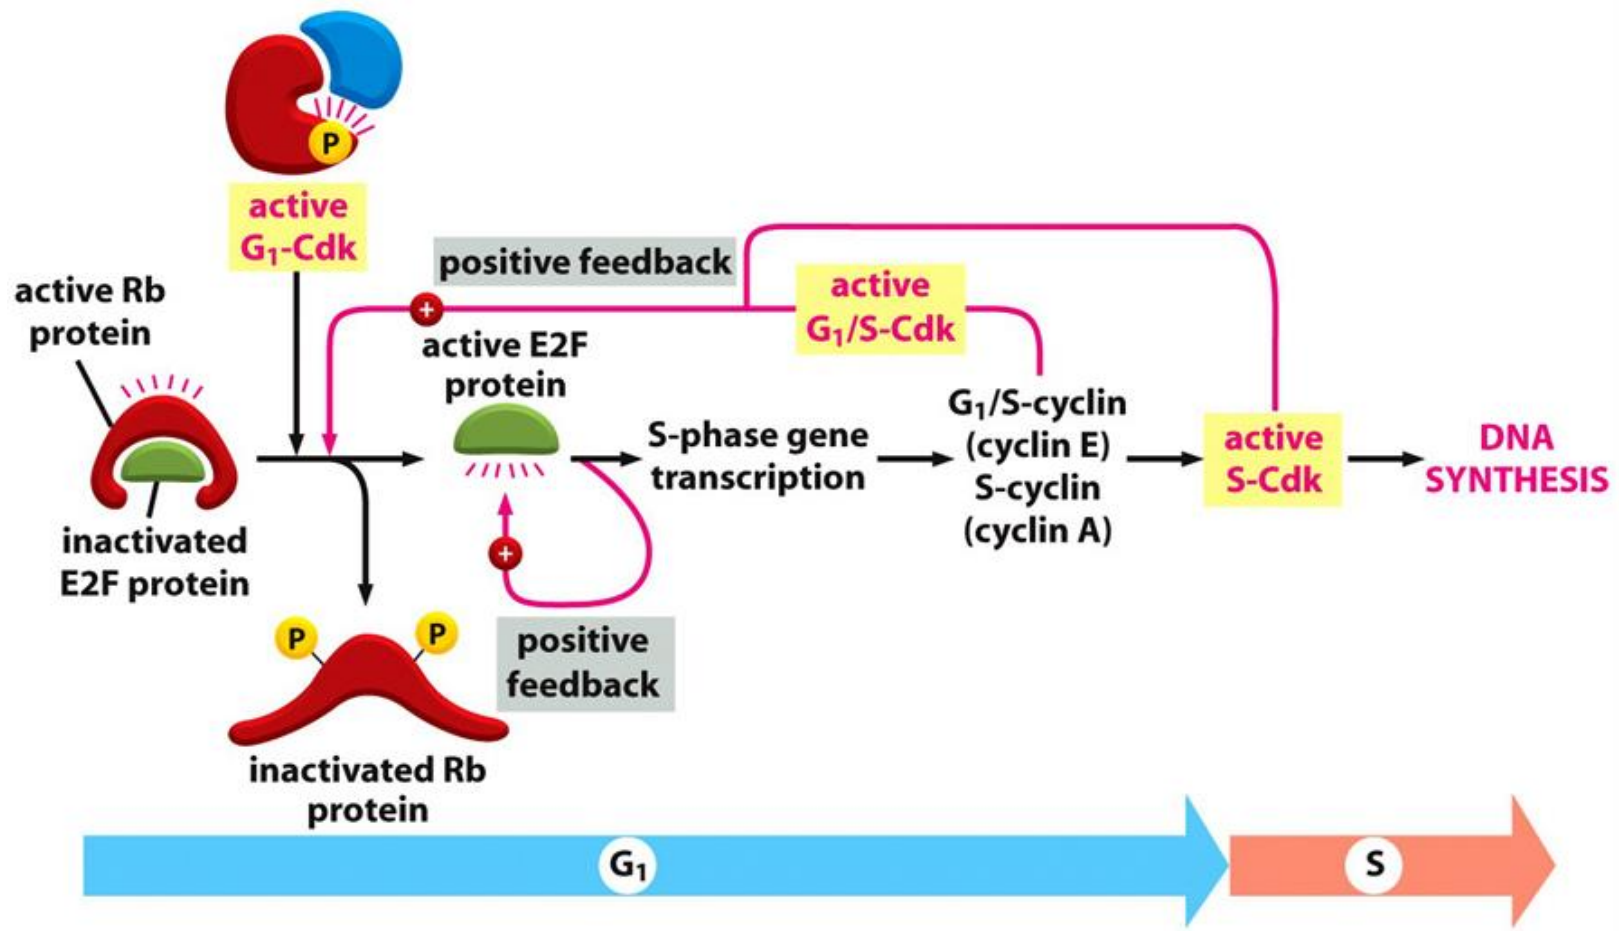 P
active
G₁-Cdk
positive feedback
active
G₁/S-Cdk
active Rb
protein
+
active E2F
protein
G₁/S-cyclin
(cyclin E)
S-cyclin
(cyclin A)
S-phase gene
transcription
active
S-Cdk
DNA
SYNTHESIS
inactivated
E2F protein
+
P
P
positive
feedback
inactivated Rb
protein
G₁
S